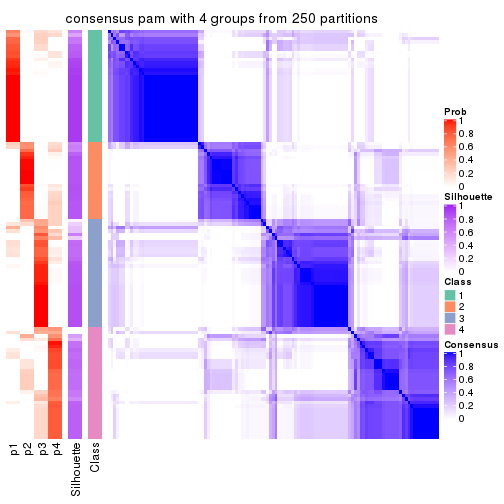 consensus pam with 4 groups from 250 partitions
Prob
1
0.8
0.6
0.4
0.2
0
Silhouette
1
0.8
0.6
0.4
0.2
0
Class
1
2
3
4
Consensus
1
0.8
0.6
0.4
0.2
0
p1
p2
p3
p4
Silhouette
Class